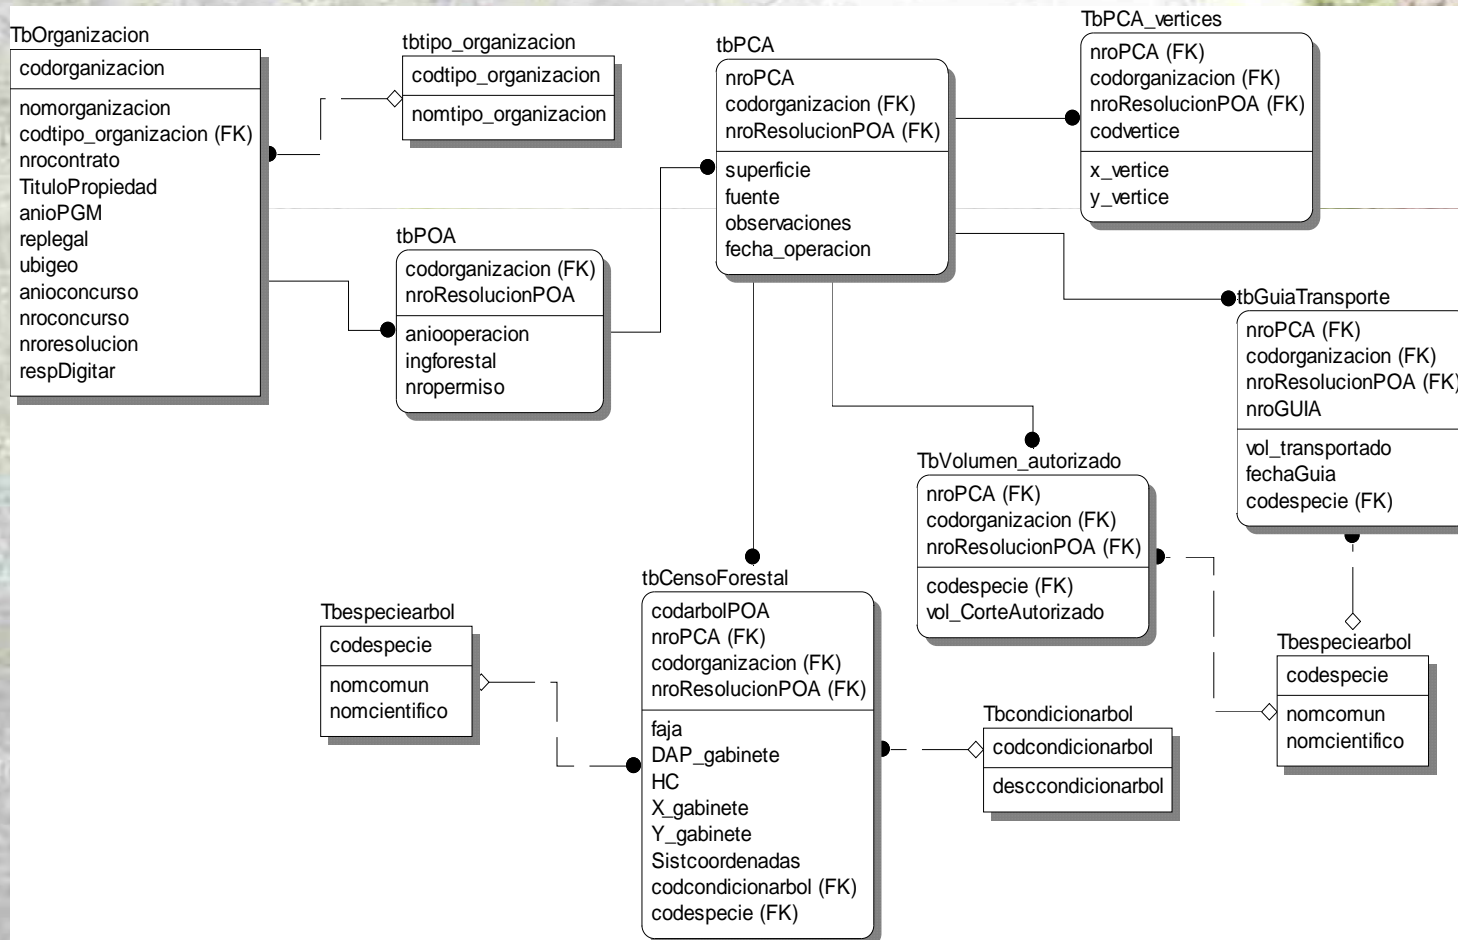 TbOrganizacion
codorganizacion
nomorganizacion
codtipo_organizacion (FK)
nrocontrato
TituloPropiedad
anioPGM
replegal
ubigeo
anioconcurso
nroconcurso
nroresolucion
respDigitar
tbtipo_organizacion
codtipo_organizacion
nomtipo_organizacion
tbPOA
codorganizacion (FK)
nroResolucionPOA
aniooperacion
ingforestal
nropermiso
tbPCA
nroPCA
codorganizacion (FK)
nroResolucionPOA (FK)
superficie
fuente
observaciones
fecha_operacion
TbPCA_vertices
nroPCA (FK)
codorganizacion (FK)
nroResolucionPOA (FK)
codvertice
x_vertice
y_vertice
tbGuiaTransporte
nroPCA (FK)
codorganizacion (FK)
nroResolucionPOA (FK)
nroGUIA
vol_transportado
fechaGuia
codespecie (FK)
TbVolumen_autorizado
nroPCA (FK)
codorganizacion (FK)
nroResolucionPOA (FK)
codespecie (FK)
vol_CorteAutorizado
tbCensoForestal
codarbolPOA
nroPCA (FK)
codorganizacion (FK)
nroResolucionPOA (FK)
faja
DAP_gabinete
HC
X_gabinete
Y_gabinete
Sistcoordenadas
codcondicionarbol (FK)
codespecie (FK)
Tbespeciearbol
codespecie
nomcomun
nomcientifico
Tbcondicionarbol
codcondicionarbol
desccondicionarbol
Tbespeciearbol
codespecie
nomcomun
nomcientifico